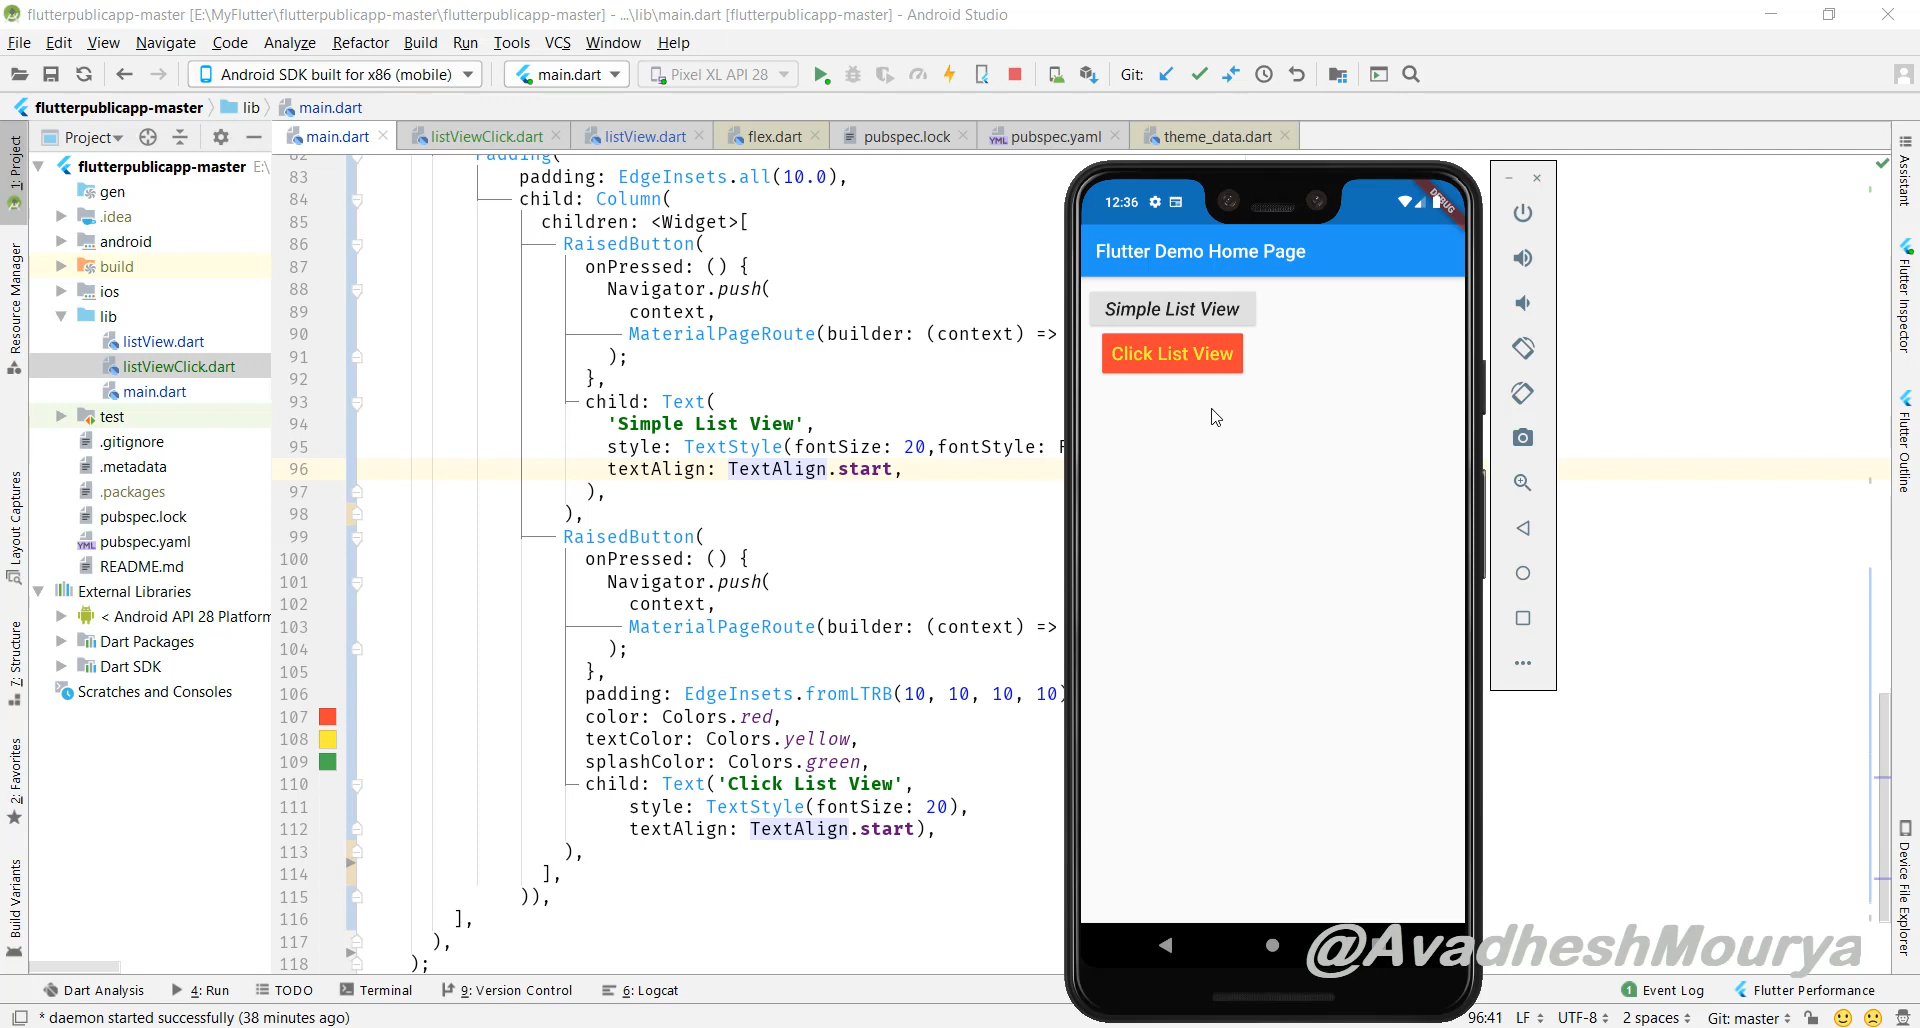 flutterpublicapp-master [E:\MyFlutter\flutterpublicapp-master\flutterpublicapp-master] - ...\lib\main.dart [flutterpublicapp-master] - Android Studio
File Edit View Navigate Code Analyze Refactor Build Run Tools VCS Window Help
Android SDK built for x86 (mobile) main.dart Pixel XL API 28 Git:
flutterpublicapp-master lib main.dart
Project main.dart listViewClick.dart listView.dart flex.dart pubspec.lock pubspec.yaml theme_data.dart
1: Project
Resource Manager
Layout Captures
7: Structure
2: Favorites
Build Variants
flutterpublicapp-master E:\
gen
.idea
android
build
ios
lib
listView.dart
listViewClick.dart
main.dart
test
.gitignore
.metadata
.packages
pubspec.lock
pubspec.yaml
README.md
External Libraries
< Android API 28 Platform
Dart Packages
Dart SDK
Scratches and Consoles
82 Padding(
83 padding: EdgeInsets.all(10.0),
84 child: Column(
85 children: <Widget>[
86 RaisedButton(
87 onPressed: () {
88 Navigator.push(
89 context,
90 MaterialPageRoute(builder: (context) =>
91 );
92 },
93 child: Text(
94 'Simple List View',
95 style: TextStyle(fontSize: 20,fontStyle: F
96 textAlign: TextAlign.start,
97 ),
98 ),
99 RaisedButton(
100 onPressed: () {
101 Navigator.push(
102 context,
103 MaterialPageRoute(builder: (context) =>
104 );
105 },
106 padding: EdgeInsets.fromLTRB(10, 10, 10, 10)
107 color: Colors.red,
108 textColor: Colors.yellow,
109 splashColor: Colors.green,
110 child: Text('Click List View',
111 style: TextStyle(fontSize: 20),
112 textAlign: TextAlign.start),
113 ),
114 ],
115 )),
116 ],
117 ),
118 );
12:36
DEBUG
Flutter Demo Home Page
Simple List View
Click List View
@AvadheshMourya
Assistant
Flutter Inspector
Flutter Outline
Device File Explorer
Dart Analysis 4: Run TODO Terminal 9: Version Control 6: Logcat 1 Event Log Flutter Performance
* daemon started successfully (38 minutes ago) 96:41 LF UTF-8 2 spaces Git: master